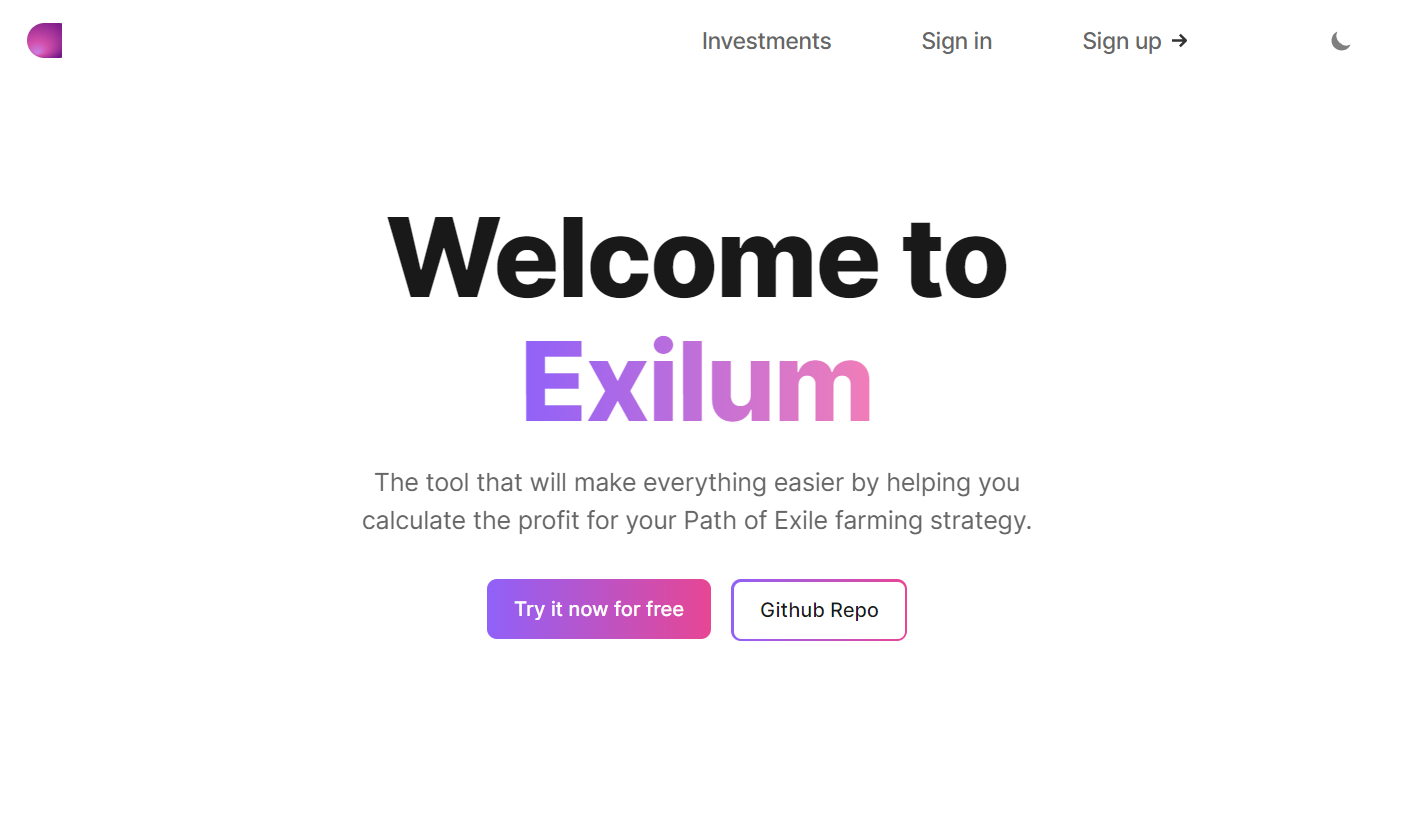 Investments
Sign in
Sign up →
Welcome to
Exilum
The tool that will make everything easier by helping you
calculate the profit for your Path of Exile farming strategy.
Try it now for free
Github Repo